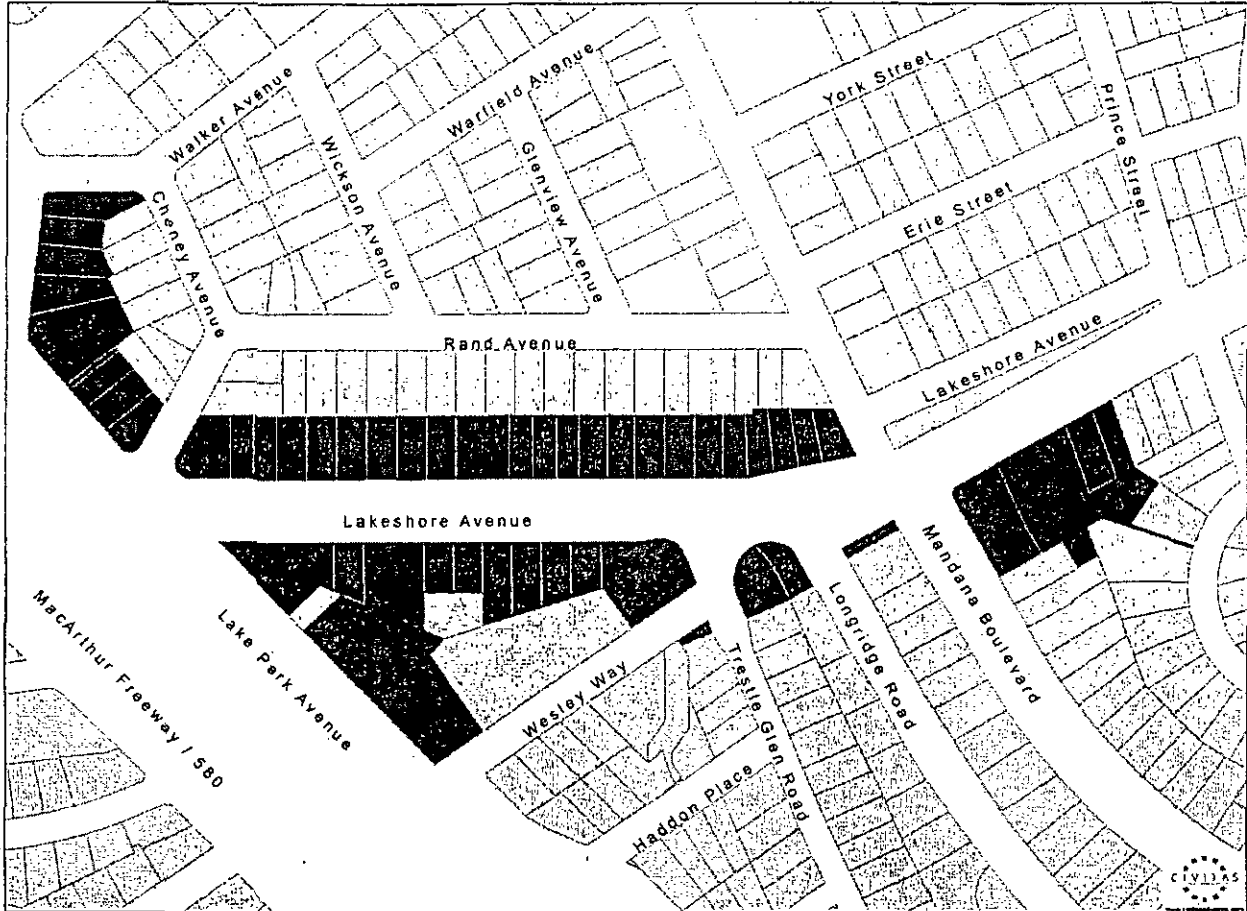 York Street
Warfield Avenue
Walker Avenue
Prince Street
Wickson Avenue
Glenview Avenue
Cheney Avenue
Erie Street
Rand Avenue
Lakeshore Avenue
Lakeshore Avenue
Mandana Boulevard
MacArthur Freeway / 580
Lake Park Avenue
Longridge Road
Trestle Glen Road
Wesley Way
Haddon Place
CIVITAS